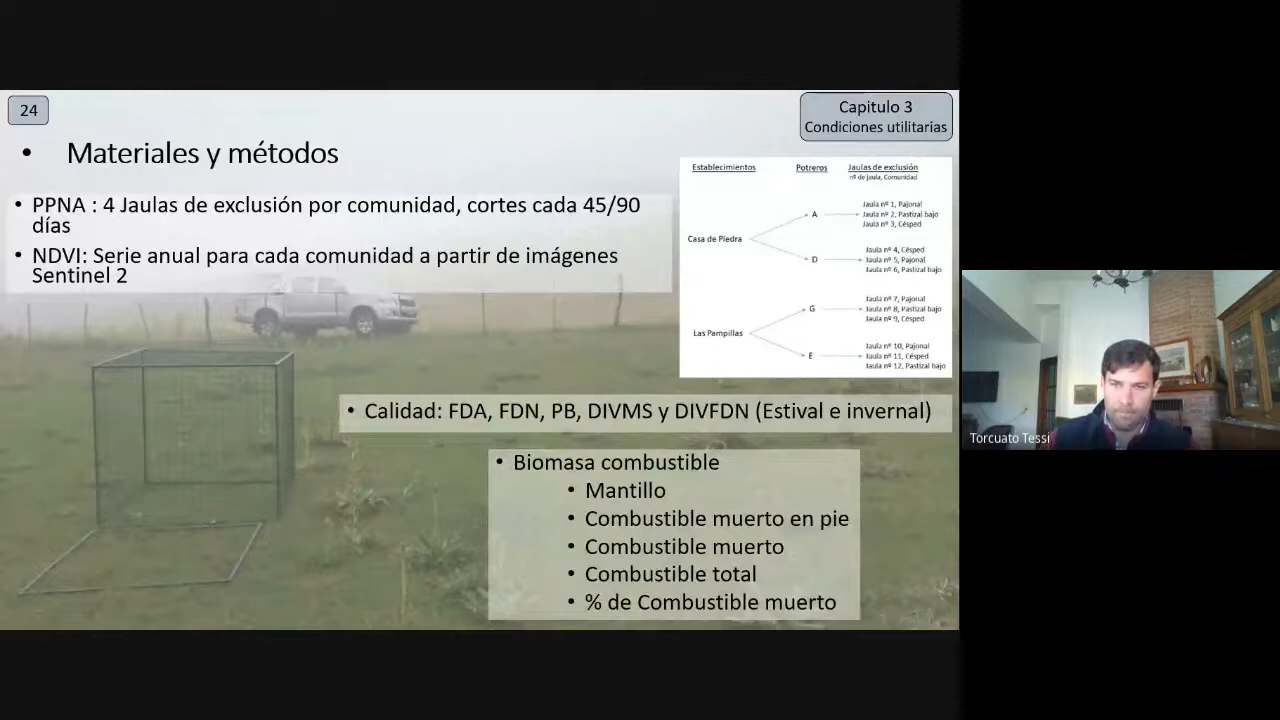 24
Capitulo 3
Condiciones utilitarias
• Materiales y métodos
• PPNA : 4 Jaulas de exclusión por comunidad, cortes cada 45/90
días
• NDVI: Serie anual para cada comunidad a partir de imágenes
Sentinel 2
Establecimientos Potreros Jaulas de exclusión
nº de jaula, Comunidad
Jaula nº 1, Pajonal
A Jaula nº 2, Pastizal bajo
Jaula nº 3, Césped
Casa de Piedra
Jaula nº 4, Césped
D Jaula nº 5, Pajonal
Jaula nº 6, Pastizal bajo
Jaula nº 7, Pajonal
G Jaula nº 8, Pastizal bajo
Jaula nº 9, Césped
Las Pampillas
Jaula nº 10, Pajonal
E Jaula nº 11, Césped
Jaula nº 12, Pastizal bajo
• Calidad: FDA, FDN, PB, DIVMS y DIVFDN (Estival e invernal)
• Biomasa combustible
• Mantillo
• Combustible muerto en pie
• Combustible muerto
• Combustible total
• % de Combustible muerto
Torcuato Tessi